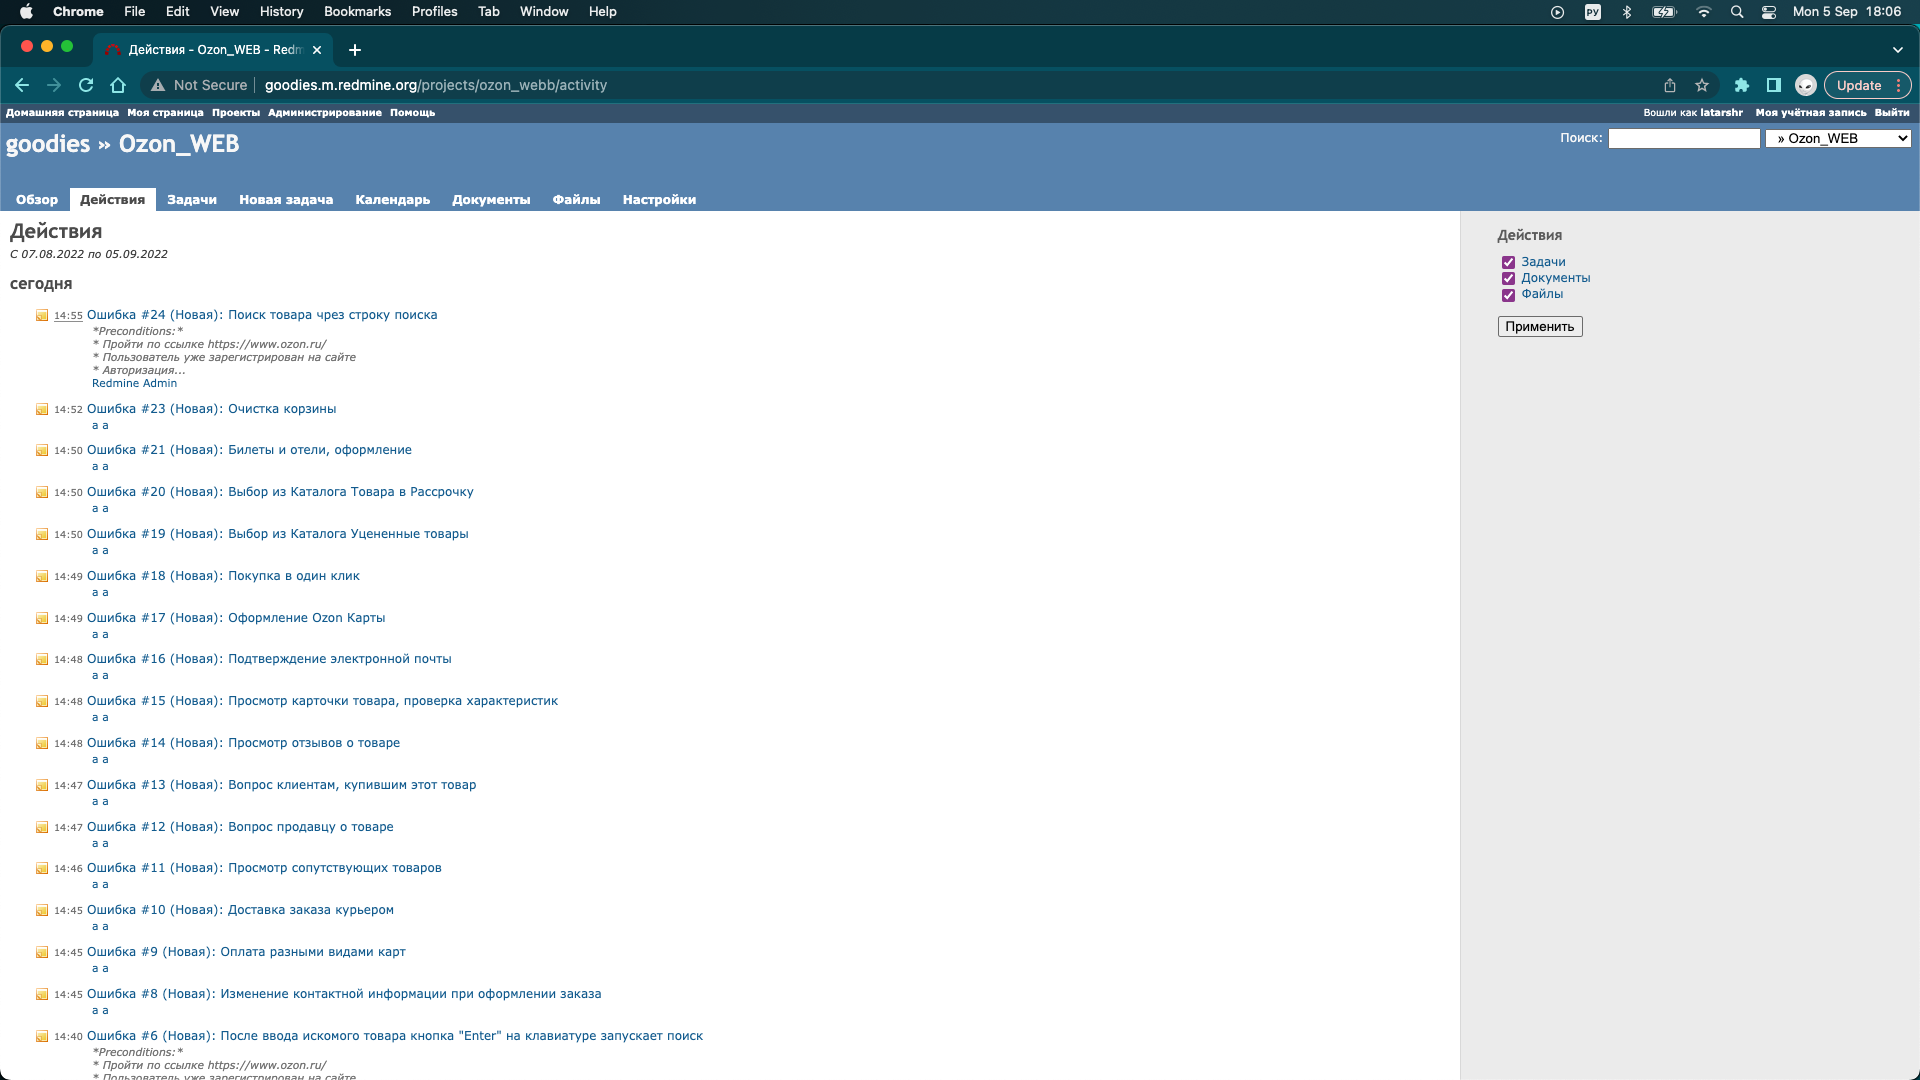 Chrome File Edit View History Bookmarks Profiles Tab Window Help РУ Mon 5 Sep 18:06
Действия - Ozon_WEB - Redm
Not Secure goodies.m.redmine.org/projects/ozon_webb/activity Update
Домашняя страница Моя страница Проекты Администрирование Помощь Вошли как latarshr Моя учётная запись Выйти
goodies » Ozon_WEB Поиск: » Ozon_WEB
Обзор Действия Задачи Новая задача Календарь Документы Файлы Настройки
Действия
С 07.08.2022 по 05.09.2022
сегодня
14:55 Ошибка #24 (Новая): Поиск товара чрез строку поиска
*Preconditions:*
* Пройти по ссылке https://www.ozon.ru/
* Пользователь уже зарегистрирован на сайте
* Авторизация...
Redmine Admin
14:52 Ошибка #23 (Новая): Очистка корзины
a a
14:50 Ошибка #21 (Новая): Билеты и отели, оформление
a a
14:50 Ошибка #20 (Новая): Выбор из Каталога Товара в Рассрочку
a a
14:50 Ошибка #19 (Новая): Выбор из Каталога Уцененные товары
a a
14:49 Ошибка #18 (Новая): Покупка в один клик
a a
14:49 Ошибка #17 (Новая): Оформление Ozon Карты
a a
14:48 Ошибка #16 (Новая): Подтверждение электронной почты
a a
14:48 Ошибка #15 (Новая): Просмотр карточки товара, проверка характеристик
a a
14:48 Ошибка #14 (Новая): Просмотр отзывов о товаре
a a
14:47 Ошибка #13 (Новая): Вопрос клиентам, купившим этот товар
a a
14:47 Ошибка #12 (Новая): Вопрос продавцу о товаре
a a
14:46 Ошибка #11 (Новая): Просмотр сопутствующих товаров
a a
14:45 Ошибка #10 (Новая): Доставка заказа курьером
a a
14:45 Ошибка #9 (Новая): Оплата разными видами карт
a a
14:45 Ошибка #8 (Новая): Изменение контактной информации при оформлении заказа
a a
14:40 Ошибка #6 (Новая): После ввода искомого товара кнопка "Enter" на клавиатуре запускает поиск
*Preconditions:*
* Пройти по ссылке https://www.ozon.ru/
* Пользователь уже зарегистрирован на сайте
Действия
Задачи
Документы
Файлы
Применить